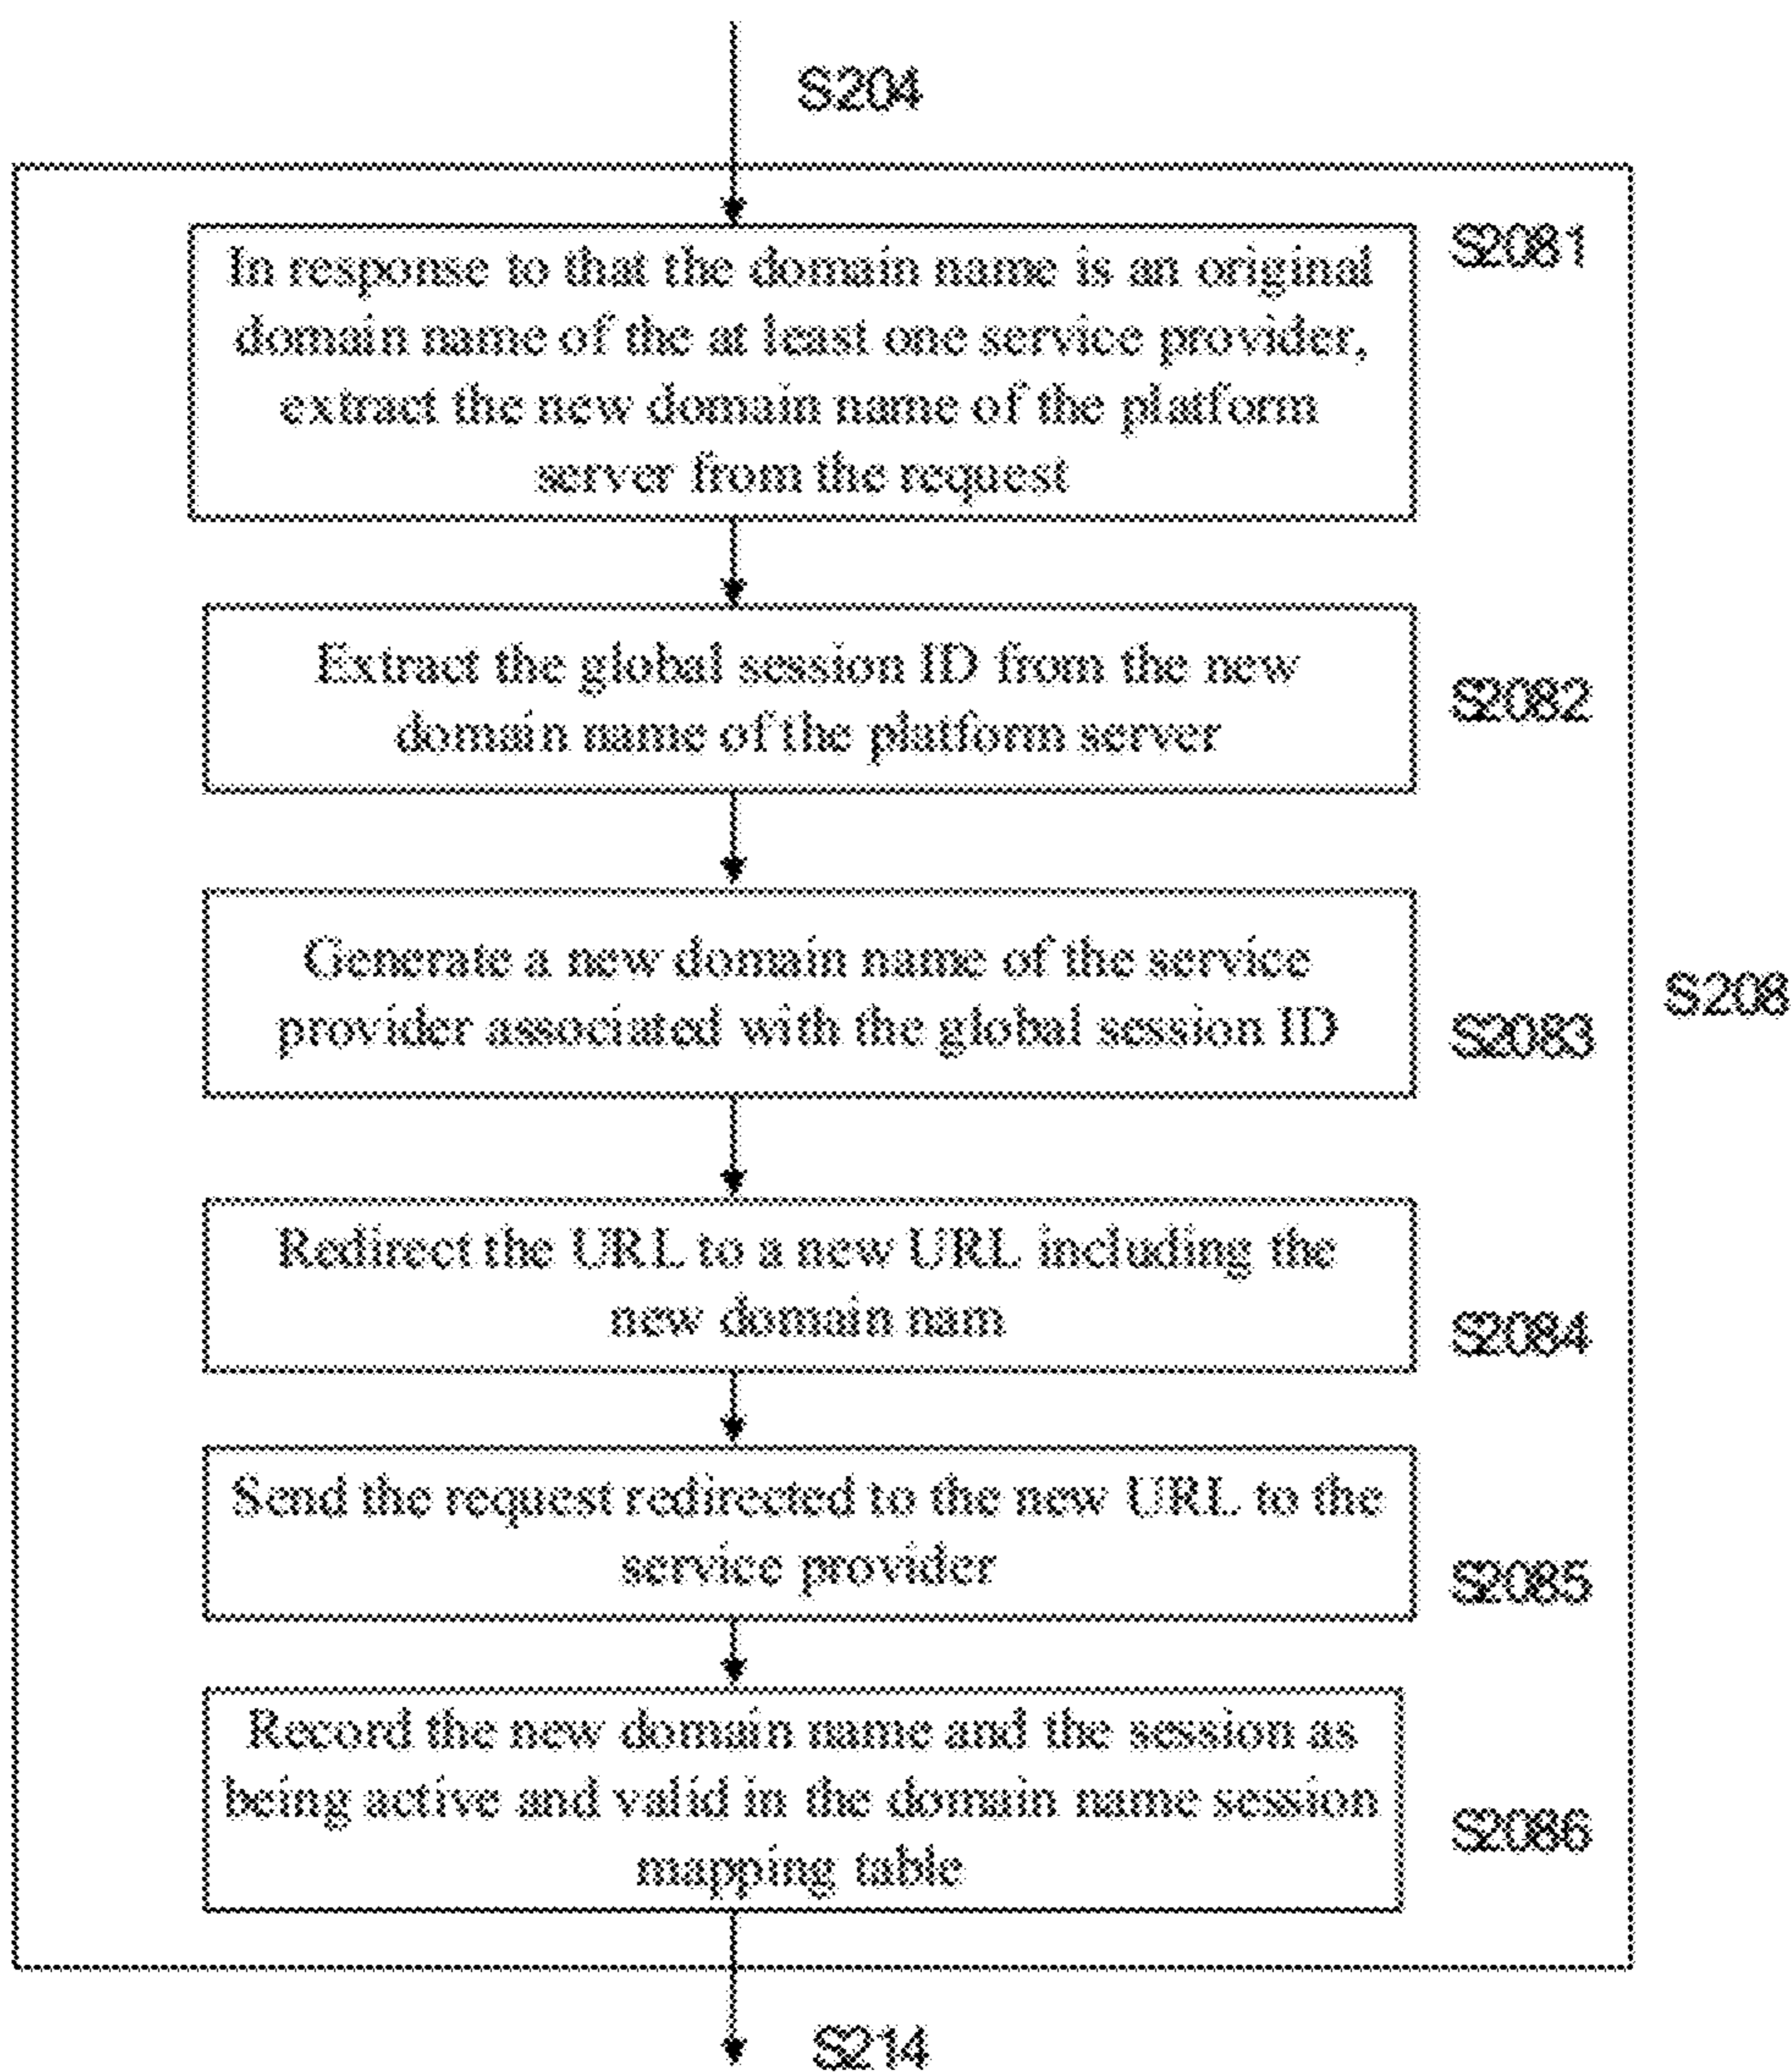 S204
In response to that the domain name is an original
domain name of the at least one service provider,
extract the new domain name of the platform
server from the request
S2081
Extract the global session ID from the new
domain name of the platform server
S2082
Generate a new domain name of the service
provider associated with the global session ID
S2083
S208
Redirect the URL to a new URL including the
new domain nam
S2084
Send the request redirected to the new URL to the
service provider
S2085
Record the new domain name and the session as
being active and valid in the domain name session
mapping table
S2086
S214